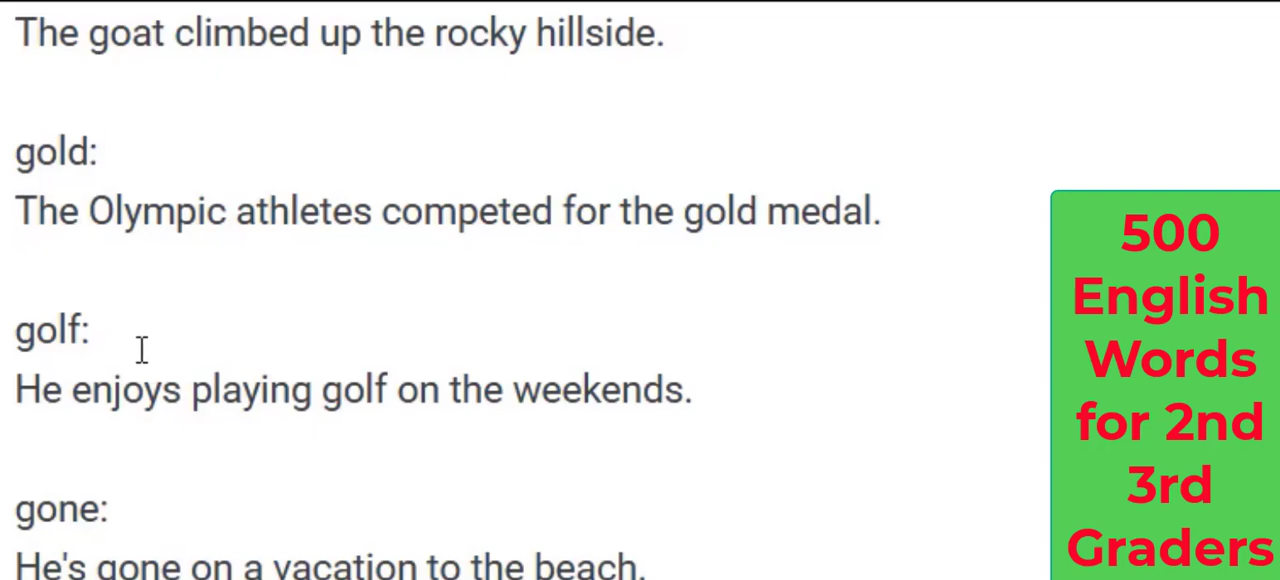 The goat climbed up the rocky hillside.
gold:
The Olympic athletes competed for the gold medal.
golf:
He enjoys playing golf on the weekends.
gone:
He's gone on a vacation to the beach.
500
English
Words
for 2nd
3rd
Graders